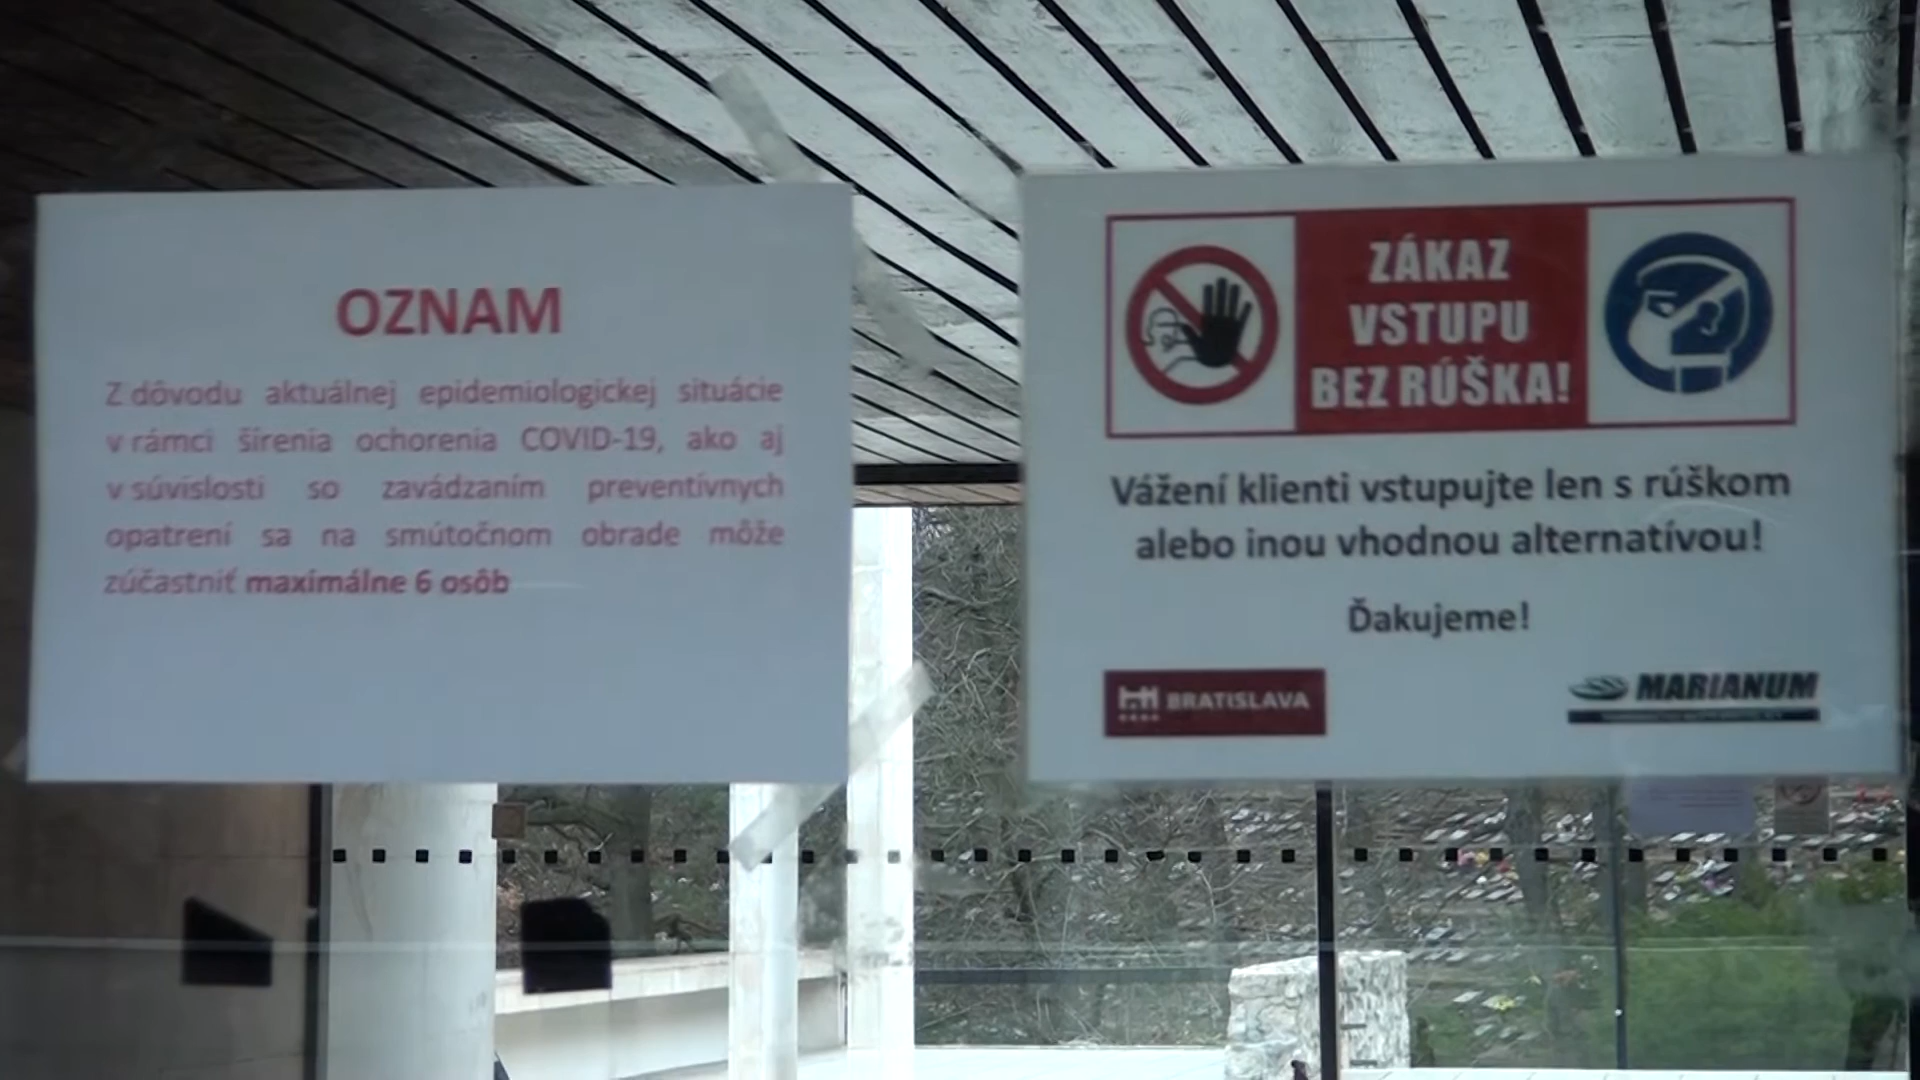 OZNAM
Z dôvodu aktuálnej epidemiologickej situácie
v rámci šírenia ochorenia COVID-19, ako aj
v súvislosti so zavádzaním preventívnych
opatrení sa na smútočnom obrade môže
zúčastniť maximálne 6 osôb
ZÁKAZ
VSTUPU
BEZ RÚŠKA!
Vážení klienti vstupujte len s rúškom
alebo inou vhodnou alternatívou!
Ďakujeme!
BRATISLAVA
MARIANUM